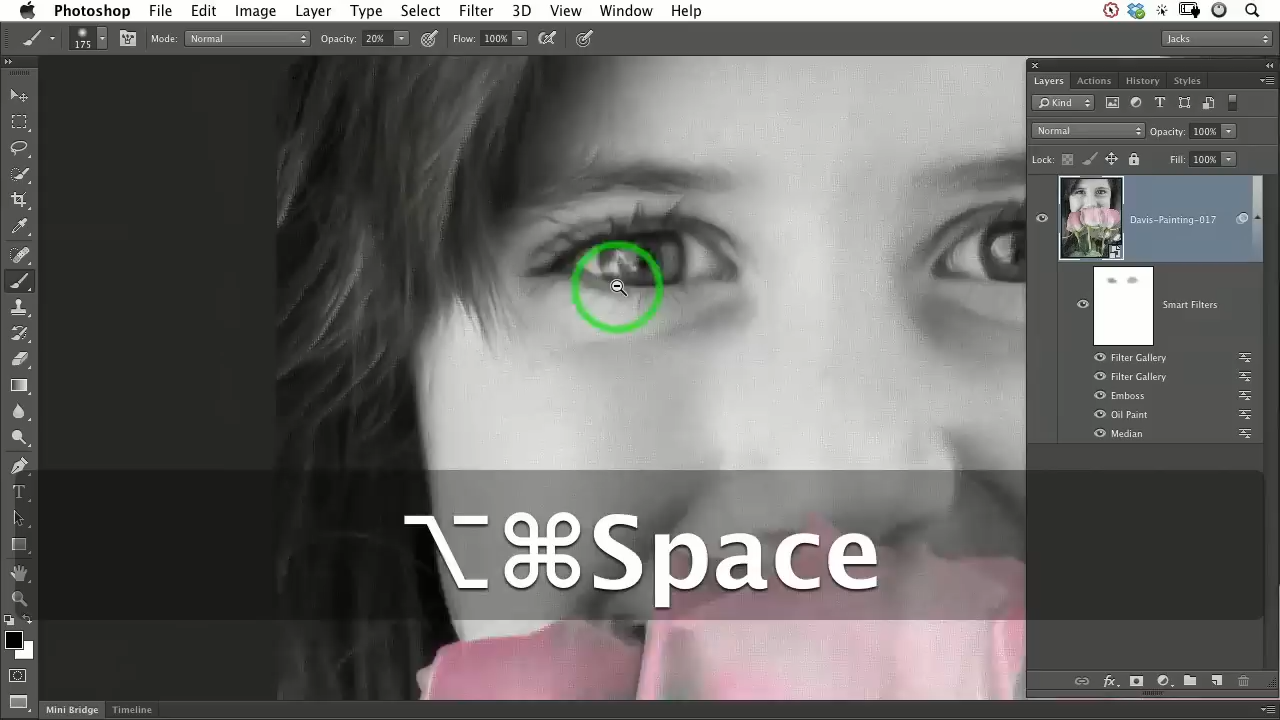 Photoshop File Edit Image Layer Type Select Filter 3D View Window Help
175 Mode: Normal Opacity: 20% Flow: 100% Jacks
Layers Actions History Styles
Kind
Normal Opacity: 100%
Lock: Fill: 100%
Davis-Painting-017
Smart Filters
Filter Gallery
Filter Gallery
Emboss
Oil Paint
Median
⌥⌘Space
Mini Bridge Timeline